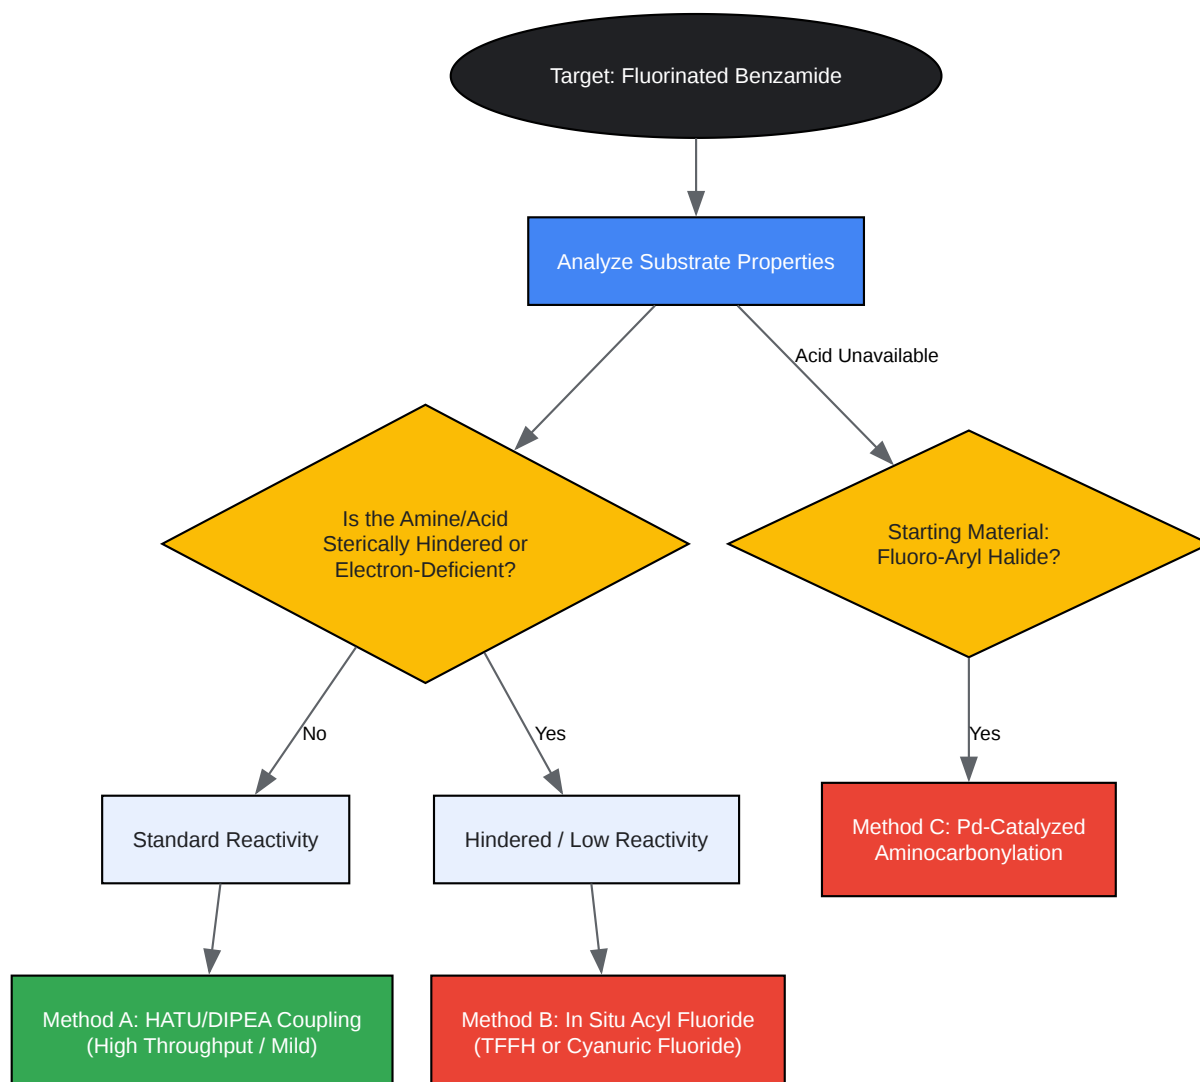 Target: Fluorinated Benzamide
Analyze Substrate Properties
Acid Unavailable
Is the Amine/Acid
Sterically Hindered or
Electron-Deficient?
Starting Material:
Fluoro-Aryl Halide?
No
Yes
Yes
Standard Reactivity
Hindered / Low Reactivity
Method C: Pd-Catalyzed
Aminocarbonylation
Method A: HATU/DIPEA Coupling
(High Throughput / Mild)
Method B: In Situ Acyl Fluoride
(TFFH or Cyanuric Fluoride)